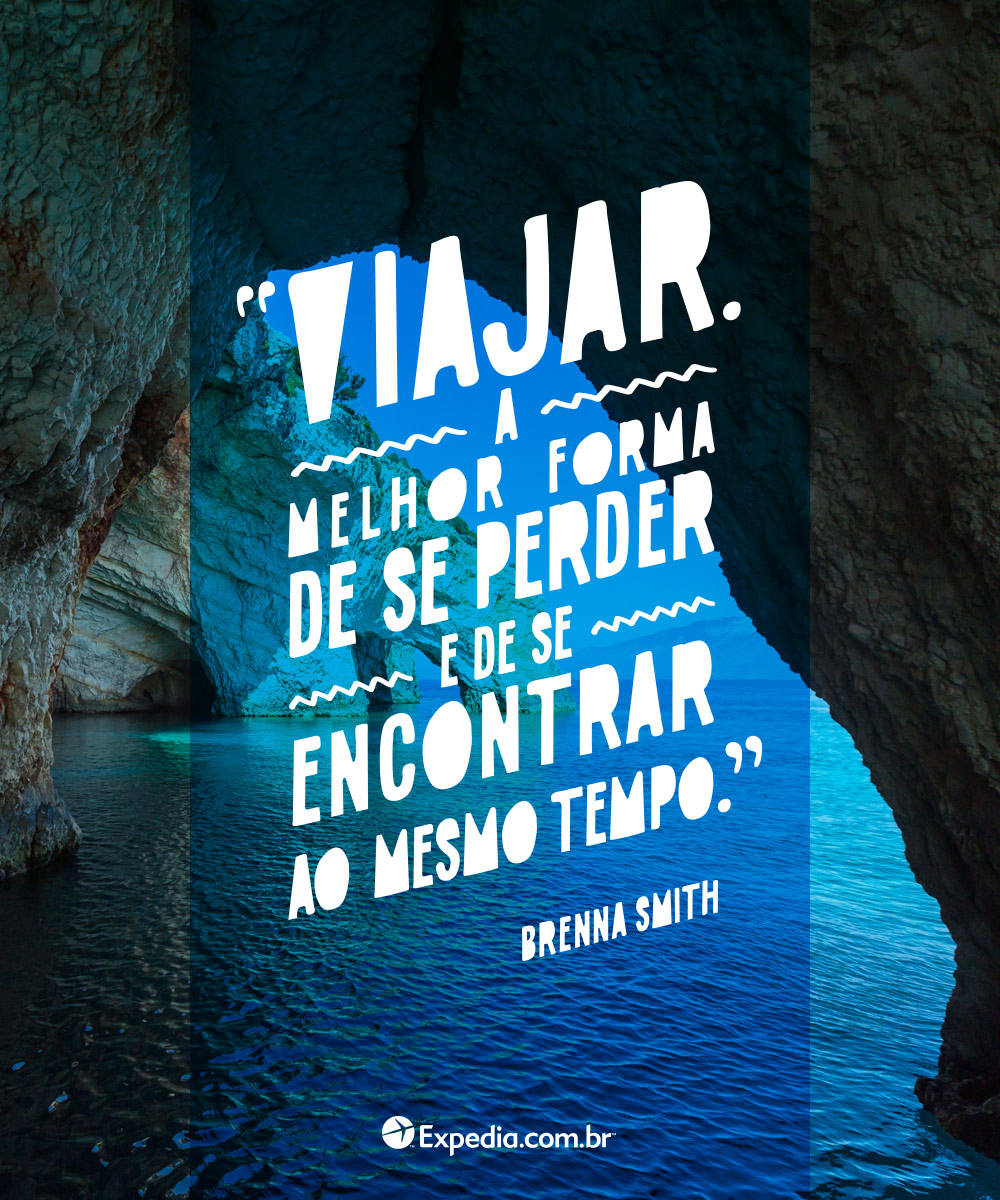 “VIAJAR.
A
MELHOR FORMA
DE SE PERDER
E DE SE
ENCONTRAR
AO MESMO TEMPO.”
BRENNA SMITH
Expedia.com.br